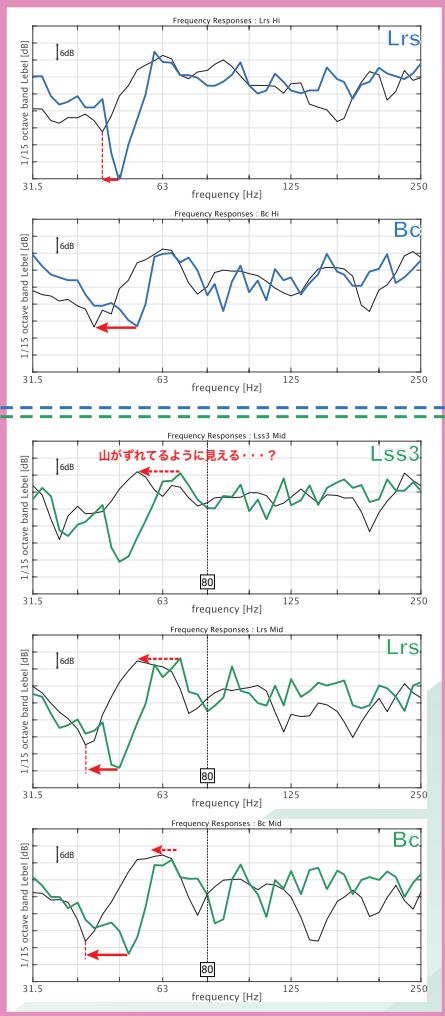 Frequency Responses : Lrs Hi
Lrs
6dB
1/15 octave band Lebel [dB]
31.5 63 125 250
frequency [Hz]
Frequency Responses : Bc Hi
Bc
6dB
1/15 octave band Lebel [dB]
31.5 63 125 250
frequency [Hz]
Frequency Responses : Lss3 Mid
山がずれてるように見える・・・？
Lss3
6dB
1/15 octave band Lebel [dB]
80
31.5 63 125 250
frequency [Hz]
Frequency Responses : Lrs Mid
Lrs
6dB
1/15 octave band Lebel [dB]
80
31.5 63 125 250
frequency [Hz]
Frequency Responses : Bc Mid
Bc
6dB
1/15 octave band Lebel [dB]
80
31.5 63 125 250
frequency [Hz]